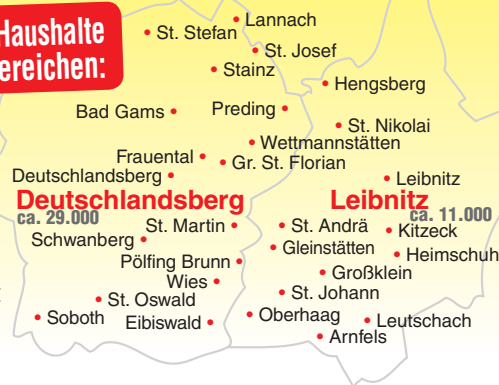 Haushalte
ereichen:
Lannach
St. Stefan
St. Josef
Stainz
Hengsberg
Bad Gams
Preding
St. Nikolai
Wettmannstätten
Frauental
Gr. St. Florian
Deutschlandsberg
Leibnitz
Deutschlandsberg
ca. 29.000
Leibnitz
ca. 11.000
St. Martin
St. Andrä
Kitzeck
Schwanberg
Gleinstätten
Heimschuh
Pölfing Brunn
Großklein
Wies
St. Johann
St. Oswald
Oberhaag
Leutschach
Soboth
Eibiswald
Arnfels